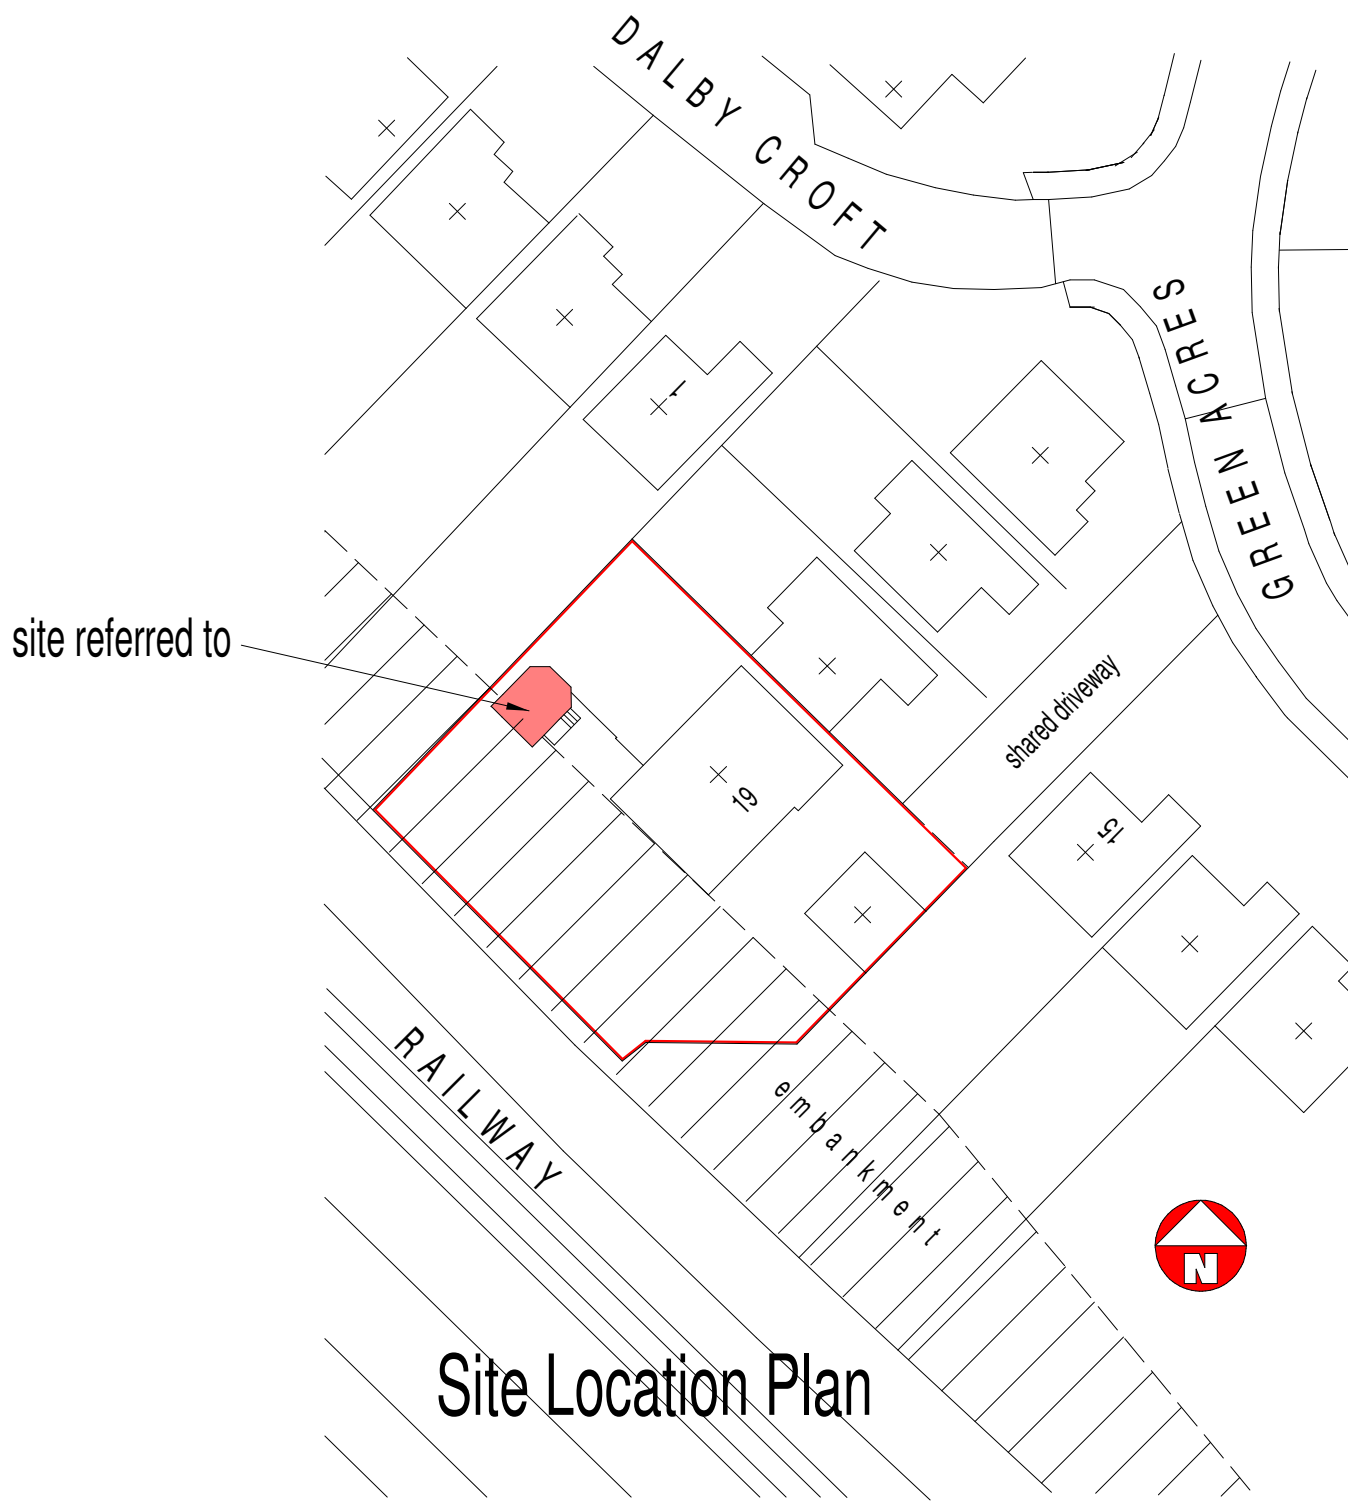 DALBY CROFT
GREEN ACRES
1
site referred to
shared driveway
19
15
RAILWAY
embankment
N
Site Location Plan